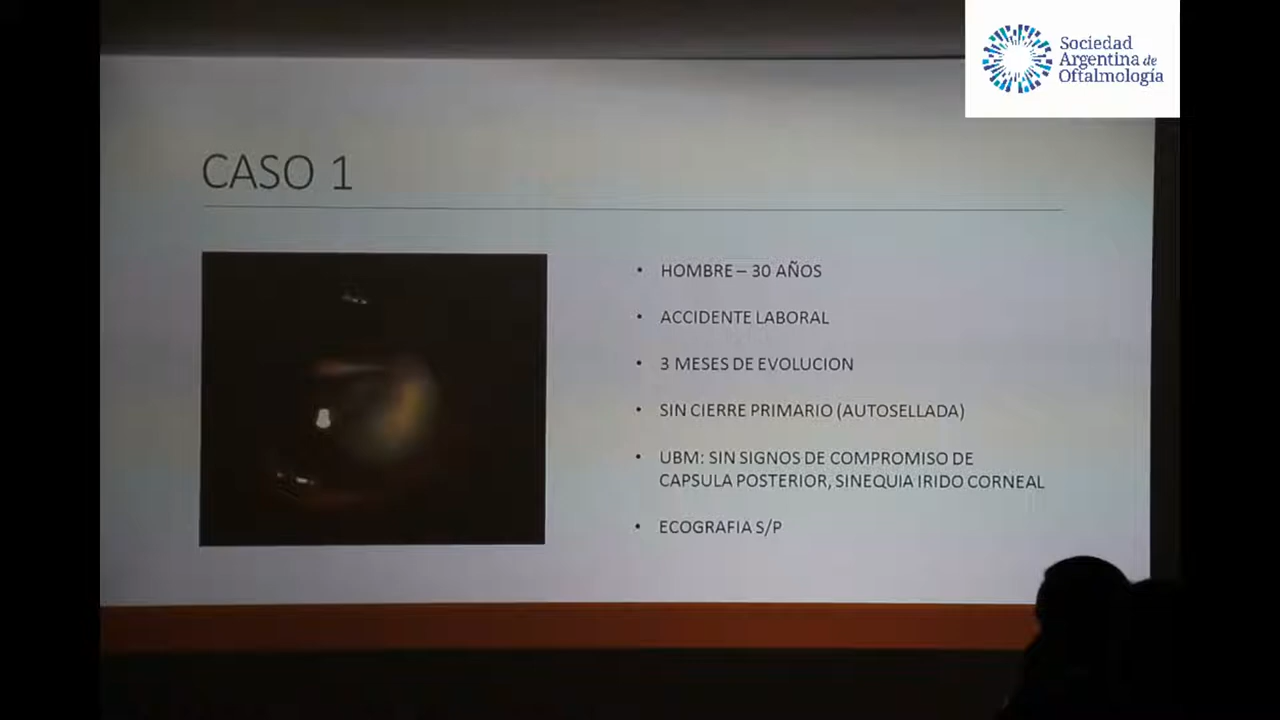 Sociedad
Argentina de
Oftalmología
CASO 1
• HOMBRE – 30 AÑOS
• ACCIDENTE LABORAL
• 3 MESES DE EVOLUCION
• SIN CIERRE PRIMARIO (AUTOSELLADA)
• UBM: SIN SIGNOS DE COMPROMISO DE
CAPSULA POSTERIOR, SINEQUIA IRIDO CORNEAL
• ECOGRAFIA S/P